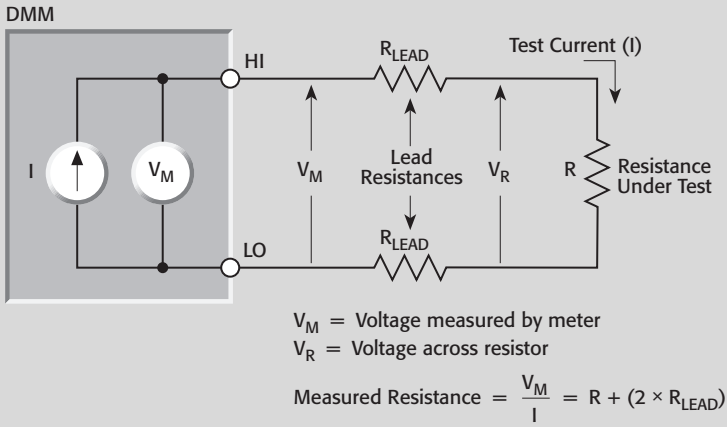 DMM
HI
R_LEAD
Test Current (I)
I
V_M
V_M
Lead
Resistances
V_R
R
Resistance
Under Test
LO
R_LEAD
V_M = Voltage measured by meter
V_R = Voltage across resistor
Measured Resistance = V_M / I = R + (2 × R_LEAD)